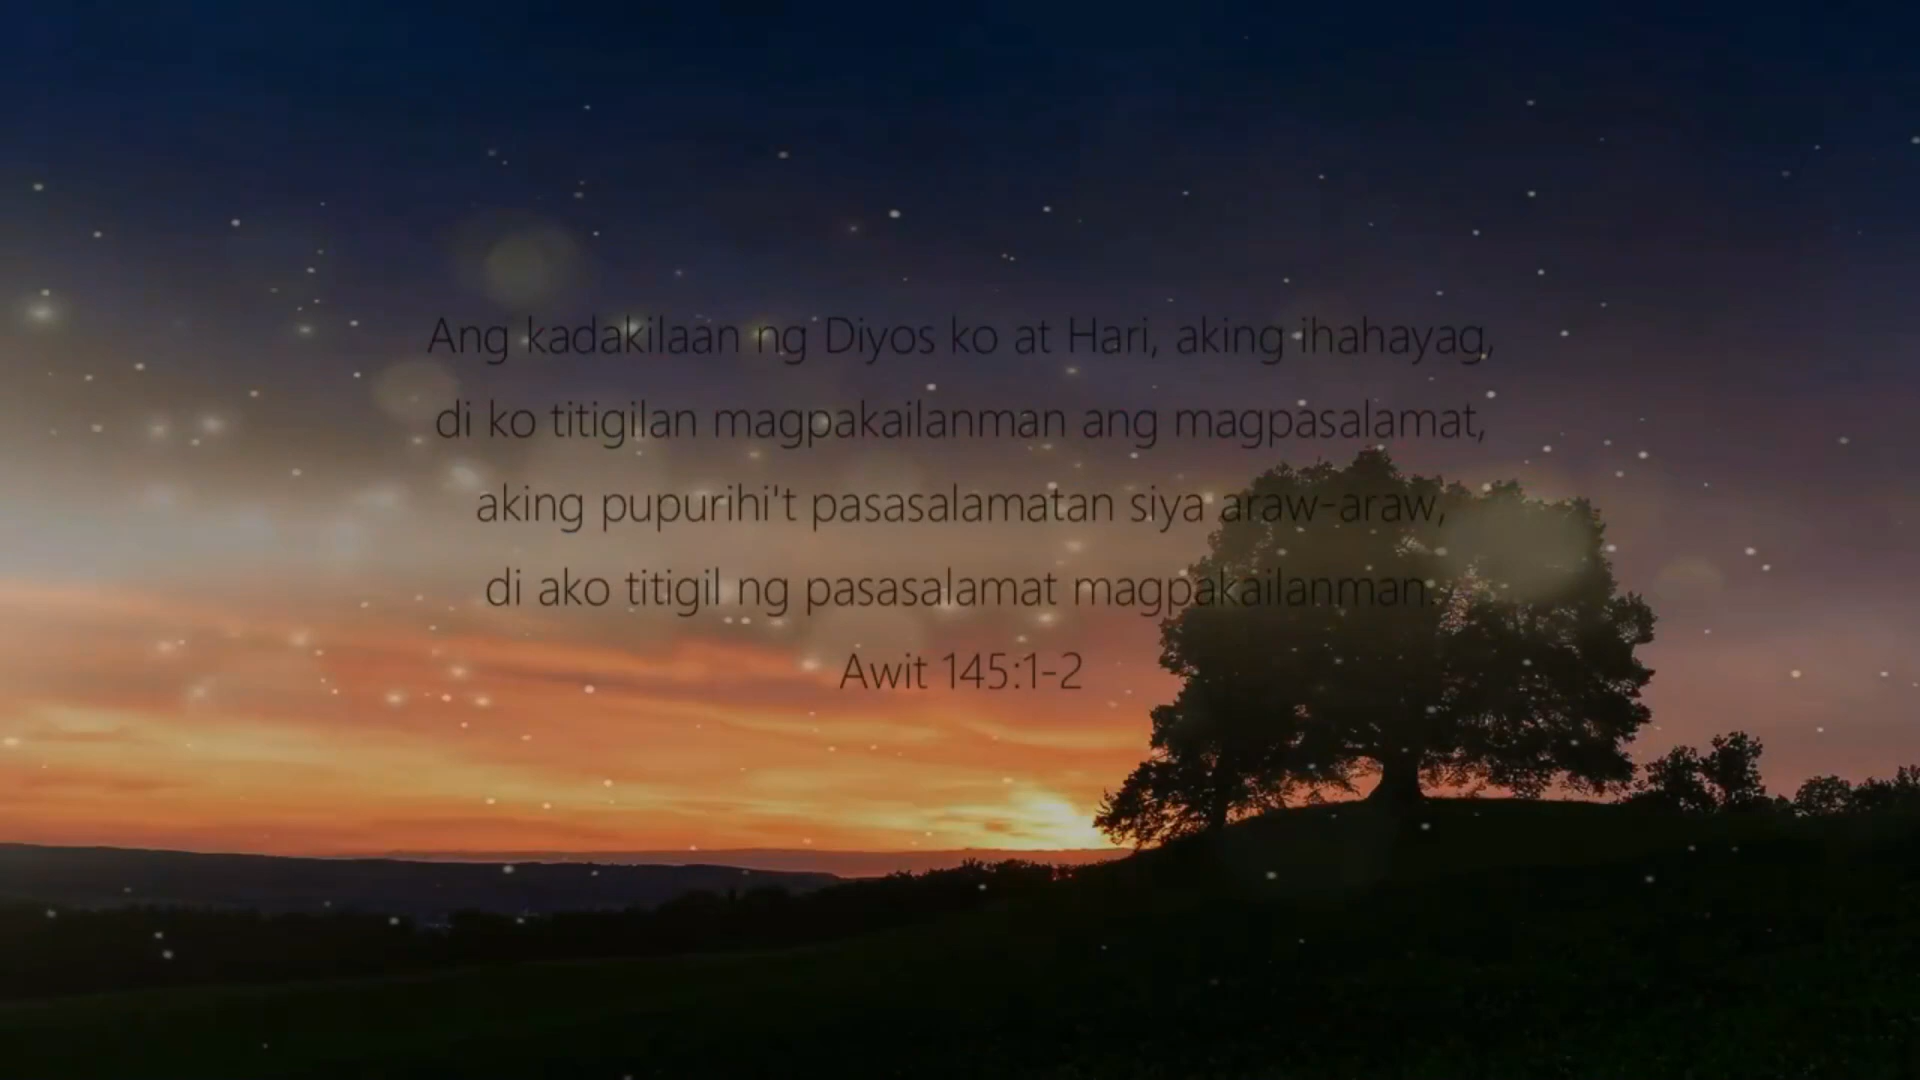 Ang kadakilaan ng Diyos ko at Hari, aking ihahayag,
di ko titigilan magpakailanman ang magpasalamat,
aking pupurihi't pasasalamatan siya araw-araw,
di ako titigil ng pasasalamat magpakailanman.
Awit 145:1-2